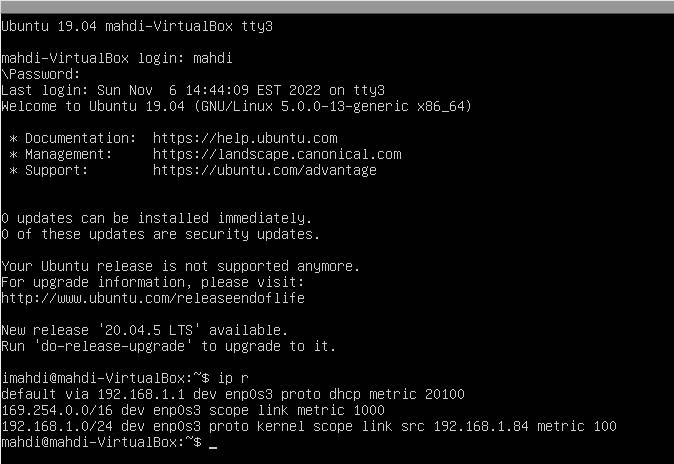 Ubuntu 19.04 mahdi-VirtualBox tty3
mahdi-VirtualBox login: mahdi
\Password:
Last login: Sun Nov  6 14:44:09 EST 2022 on tty3
Welcome to Ubuntu 19.04 (GNU/Linux 5.0.0-13-generic x86_64)
 * Documentation:  https://help.ubuntu.com
 * Management:     https://landscape.canonical.com
 * Support:        https://ubuntu.com/advantage
0 updates can be installed immediately.
0 of these updates are security updates.
Your Ubuntu release is not supported anymore.
For upgrade information, please visit:
http://www.ubuntu.com/releaseendoflife
New release '20.04.5 LTS' available.
Run 'do-release-upgrade' to upgrade to it.
imahdi@mahdi-VirtualBox:~$ ip r
default via 192.168.1.1 dev enp0s3 proto dhcp metric 20100
169.254.0.0/16 dev enp0s3 scope link metric 1000
192.168.1.0/24 dev enp0s3 proto kernel scope link src 192.168.1.84 metric 100
mahdi@mahdi-VirtualBox:~$ _